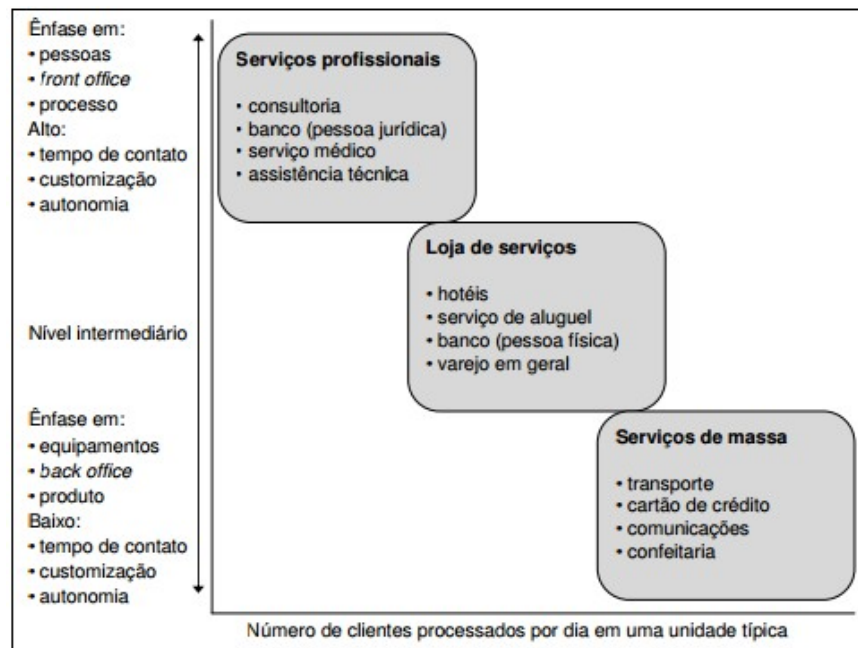 Ênfase em:
• pessoas
• front office
• processo
Alto:
• tempo de contato
• customização
• autonomia
Nível intermediário
Ênfase em:
• equipamentos
• back office
• produto
Baixo:
• tempo de contato
• customização
• autonomia
Serviços profissionais
• consultoria
• banco (pessoa jurídica)
• serviço médico
• assistência técnica
Loja de serviços
• hotéis
• serviço de aluguel
• banco (pessoa física)
• varejo em geral
Serviços de massa
• transporte
• cartão de crédito
• comunicações
• confeitaria
Número de clientes processados por dia em uma unidade típica